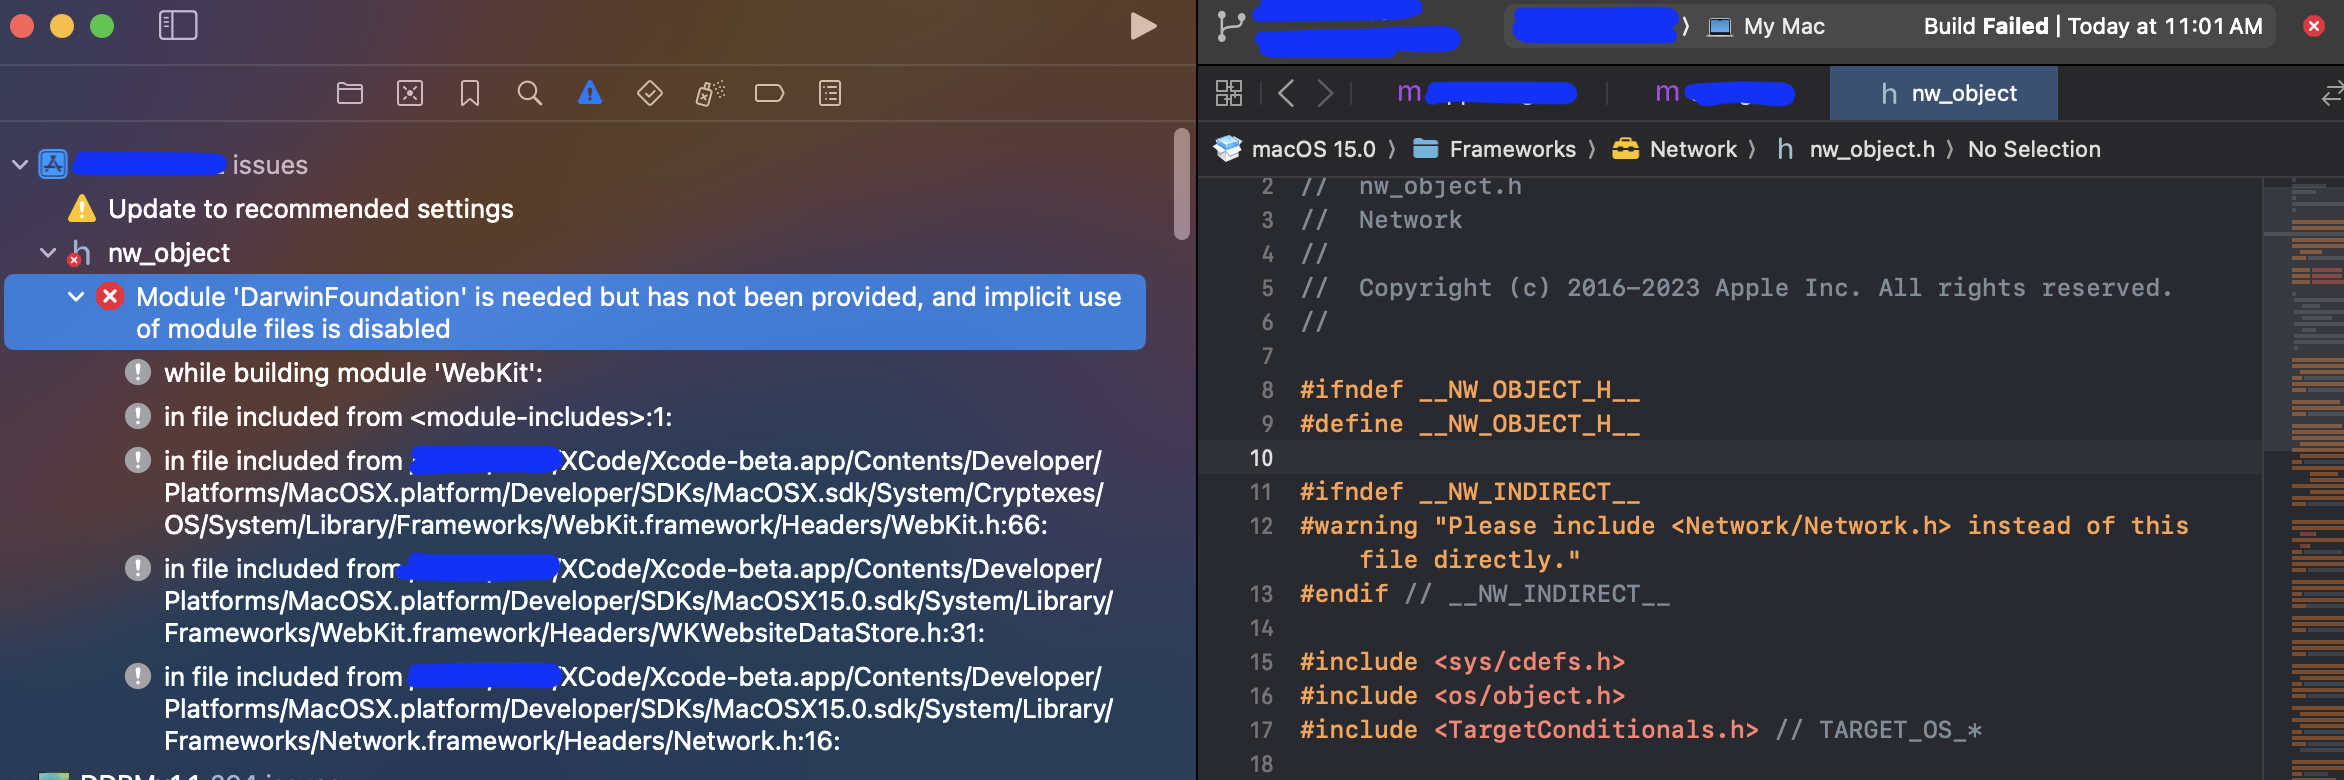 issues
Update to recommended settings
nw_object
Module 'DarwinFoundation' is needed but has not been provided, and implicit use
of module files is disabled
while building module 'WebKit':
in file included from <module-includes>:1:
in file included from /XCode/Xcode-beta.app/Contents/Developer/
Platforms/MacOSX.platform/Developer/SDKs/MacOSX.sdk/System/Cryptexes/
OS/System/Library/Frameworks/WebKit.framework/Headers/WebKit.h:66:
in file included from /XCode/Xcode-beta.app/Contents/Developer/
Platforms/MacOSX.platform/Developer/SDKs/MacOSX15.0.sdk/System/Library/
Frameworks/WebKit.framework/Headers/WKWebsiteDataStore.h:31:
in file included from /XCode/Xcode-beta.app/Contents/Developer/
Platforms/MacOSX.platform/Developer/SDKs/MacOSX15.0.sdk/System/Library/
Frameworks/Network.framework/Headers/Network.h:16:
My Mac Build Failed | Today at 11:01 AM
m m h nw_object
macOS 15.0 〉 Frameworks 〉 Network 〉 h nw_object.h 〉 No Selection
2 // nw_object.h
3 // Network
4 //
5 // Copyright (c) 2016-2023 Apple Inc. All rights reserved.
6 //
7
8 #ifndef __NW_OBJECT_H__
9 #define __NW_OBJECT_H__
10
11 #ifndef __NW_INDIRECT__
12 #warning "Please include <Network/Network.h> instead of this
file directly."
13 #endif // __NW_INDIRECT__
14
15 #include <sys/cdefs.h>
16 #include <os/object.h>
17 #include <TargetConditionals.h> // TARGET_OS_*
18